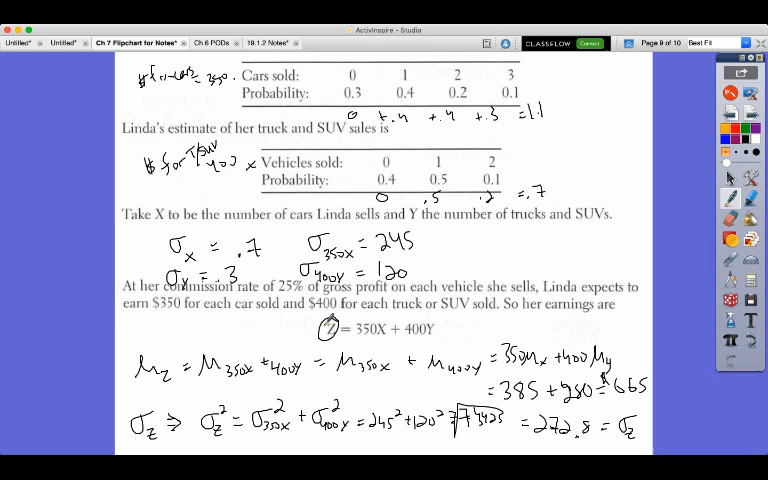 ActivInspire - Studio
Untitled* Untitled* Ch 7 Flipchart for Notes* Ch 6 PODs 19.1.2 Notes* CLASSFLOW Connect Page 9 of 10 Best Fit
= 350. Cars sold: 0 1 2 3
Probability: 0.3 0.4 0.2 0.1
0 +.4 +.4 +.3 =1.1
Linda's estimate of her truck and SUV sales is
$ for T/SUV 400 x Vehicles sold: 0 1 2
Probability: 0.4 0.5 0.1
0 .5 .2 =.7
Take X to be the number of cars Linda sells and Y the number of trucks and SUVs.
σx = .7 σ350X = 245
σy = .3 σ400Y = 120
At her commission rate of 25% of gross profit on each vehicle she sells, Linda expects to
earn $350 for each car sold and $400 for each truck or SUV sold. So her earnings are
Z = 350X + 400Y
μz = μ350X+400Y = μ350X + μ400Y = 350μx + 400μy
= 385 + 280 = $665
σz ⇒ σz² = σ350X² + σ400Y² = 245² + 120² = √74425 = 272.8 = σz